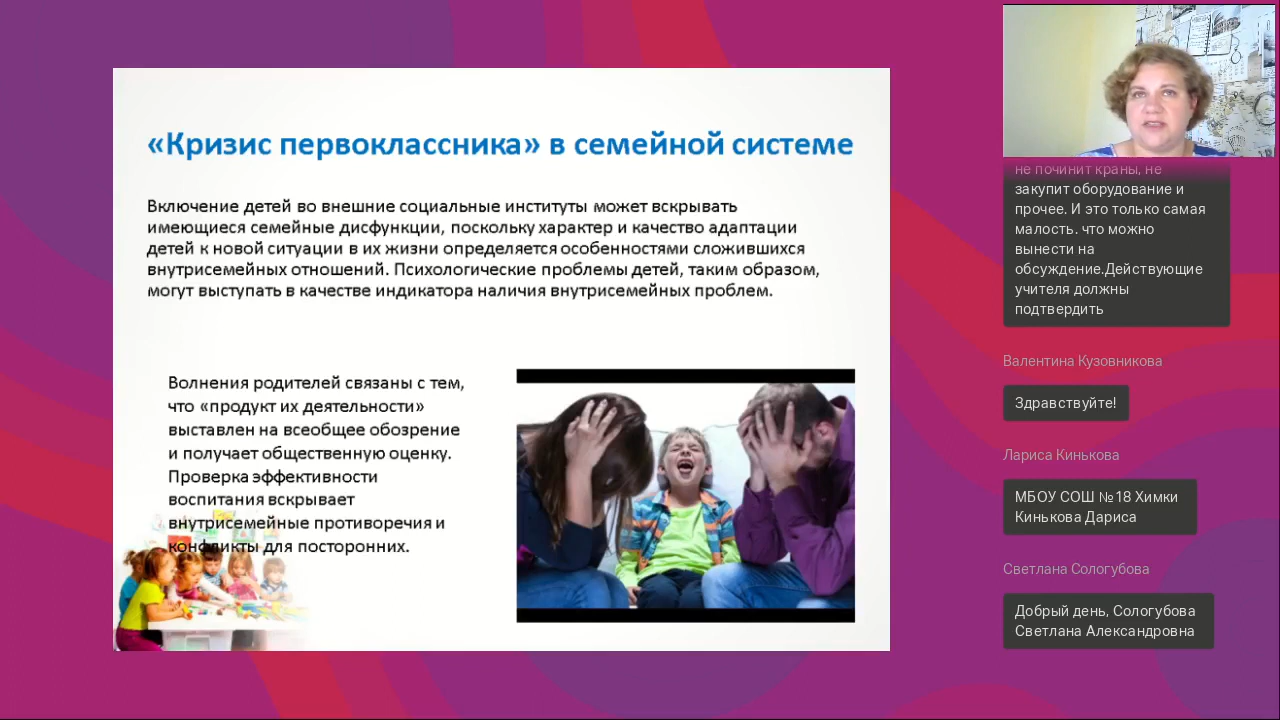 «Кризис первоклассника» в семейной системе
Включение детей во внешние социальные институты может вскрывать
имеющиеся семейные дисфункции, поскольку характер и качество адаптации
детей к новой ситуации в их жизни определяется особенностями сложившихся
внутрисемейных отношений. Психологические проблемы детей, таким образом,
могут выступать в качестве индикатора наличия внутрисемейных проблем.
Волнения родителей связаны с тем,
что «продукт их деятельности»
выставлен на всеобщее обозрение
и получает общественную оценку.
Проверка эффективности
воспитания вскрывает
внутрисемейные противоречия и
конфликты для посторонних.
не починит краны, не
закупит оборудование и
прочее. И это только самая
малость. что можно
вынести на
обсуждение.Действующие
учителя должны
подтвердить
Валентина Кузовникова
Здравствуйте!
Лариса Кинькова
МБОУ СОШ №18 Химки
Кинькова Дариса
Светлана Сологубова
Добрый день, Сологубова
Светлана Александровна